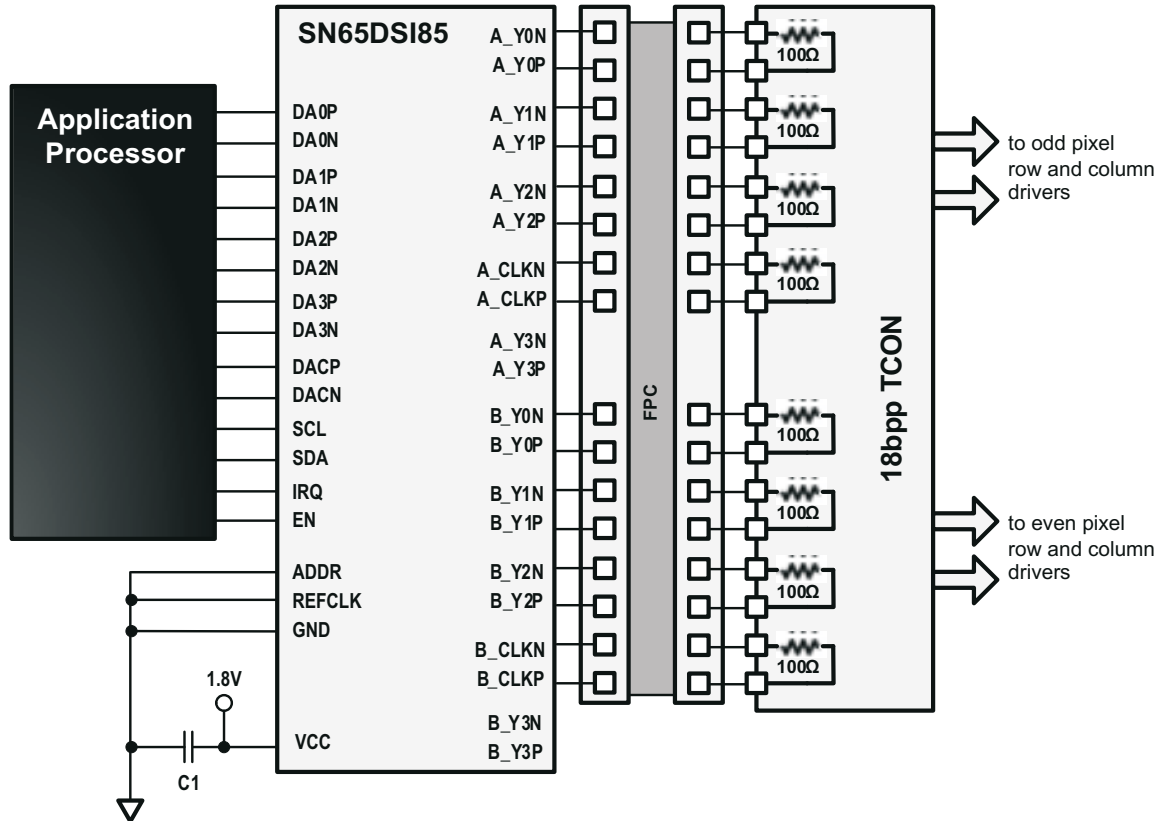 SN65DSI85
Application
Processor
DA0P
DA0N
DA1P
DA1N
DA2P
DA2N
DA3P
DA3N
DACP
DACN
SCL
SDA
IRQ
EN
ADDR
REFCLK
GND
1.8V
VCC
C1
A_Y0N
A_Y0P
A_Y1N
A_Y1P
A_Y2N
A_Y2P
A_CLKN
A_CLKP
A_Y3N
A_Y3P
B_Y0N
B_Y0P
B_Y1N
B_Y1P
B_Y2N
B_Y2P
B_CLKN
B_CLKP
B_Y3N
B_Y3P
FPC
100Ω
100Ω
100Ω
100Ω
100Ω
100Ω
100Ω
100Ω
18bpp TCON
to odd pixel
row and column
drivers
to even pixel
row and column
drivers